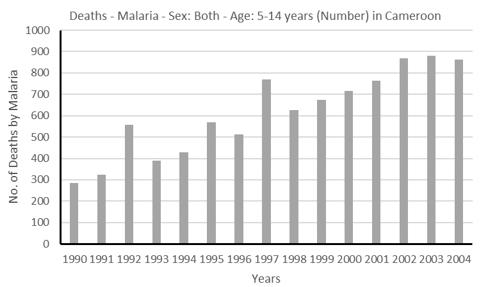 Deaths - Malaria - Sex: Both - Age: 5-14 years (Number) in Cameroon
1000
900
800
700
600
500
400
300
200
100
0
No. of Deaths by Malaria
1990 1991 1992 1993 1994 1995 1996 1997 1998 1999 2000 2001 2002 2003 2004
Years